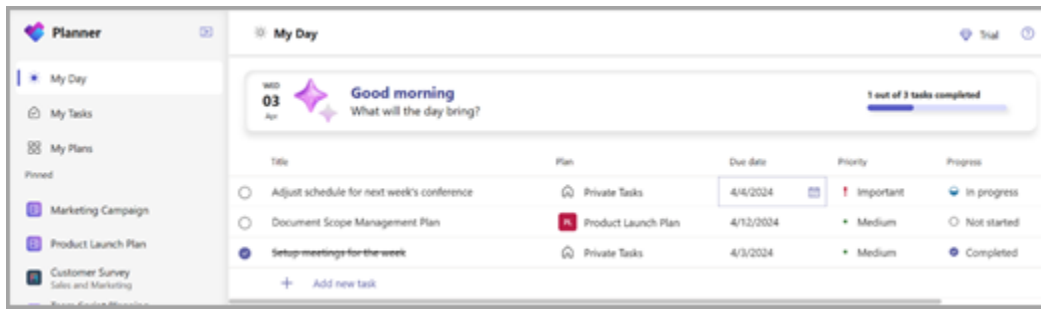 Planner
My Day
My Tasks
My Plans
Pinned
Marketing Campaign
Product Launch Plan
Customer Survey
Sales and Marketing
Team Sprint Planning
My Day
Trial
WED
03
Apr
Good morning
What will the day bring?
1 out of 3 tasks completed
Title Plan Due date Priority Progress
Adjust schedule for next week's conference Private Tasks 4/4/2024 Important In progress
Document Scope Management Plan PL Product Launch Plan 4/12/2024 Medium Not started
Setup meetings for the week Private Tasks 4/3/2024 Medium Completed
Add new task